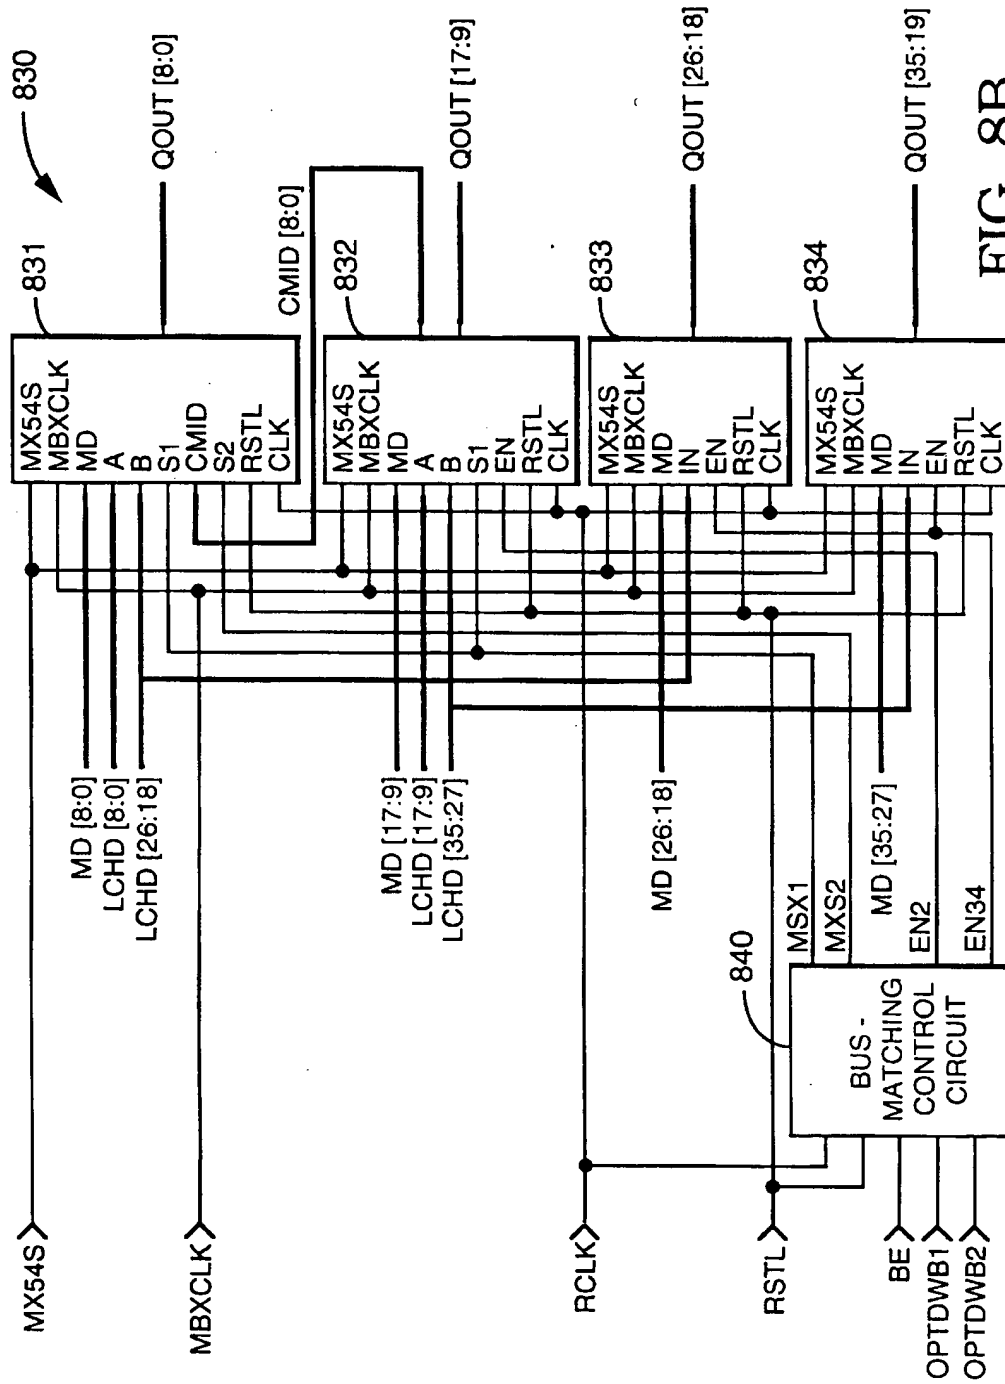 830
831
MX54S
MBXCLK
MD
A
B
S1
CMID
S2
RSTL
CLK
QOUT [8:0]
CMID [8:0]
832
MX54S
MBXCLK
MD
A
B
S1
EN
RSTL
CLK
QOUT [17:9]
833
MX54S
MBXCLK
MD
IN
EN
RSTL
CLK
QOUT [26:18]
834
MX54S
MBXCLK
MD
IN
EN
RSTL
CLK
QOUT [35:19]
MD [8:0]
LCHD [8:0]
LCHD [26:18]
MD [17:9]
LCHD [17:9]
LCHD [35:27]
MD [26:18]
MD [35:27]
MSX1
MXS2
EN2
EN34
840
BUS -
MATCHING
CONTROL
CIRCUIT
MX54S
MBXCLK
RCLK
RSTL
BE
OPTDWB1
OPTDWB2
FIG. 8B